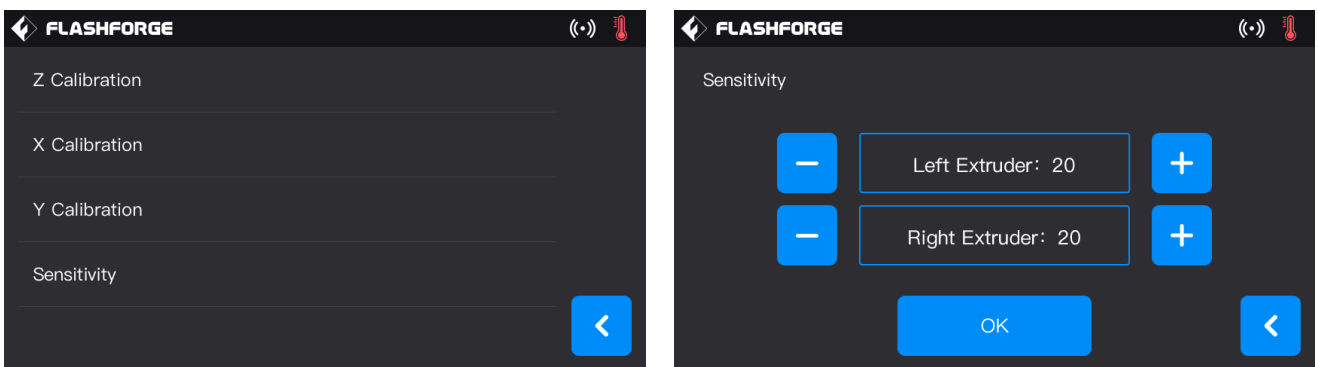 FLASHFORGE
Z Calibration
X Calibration
Y Calibration
Sensitivity
FLASHFORGE
Sensitivity
Left Extruder: 20
Right Extruder: 20
OK